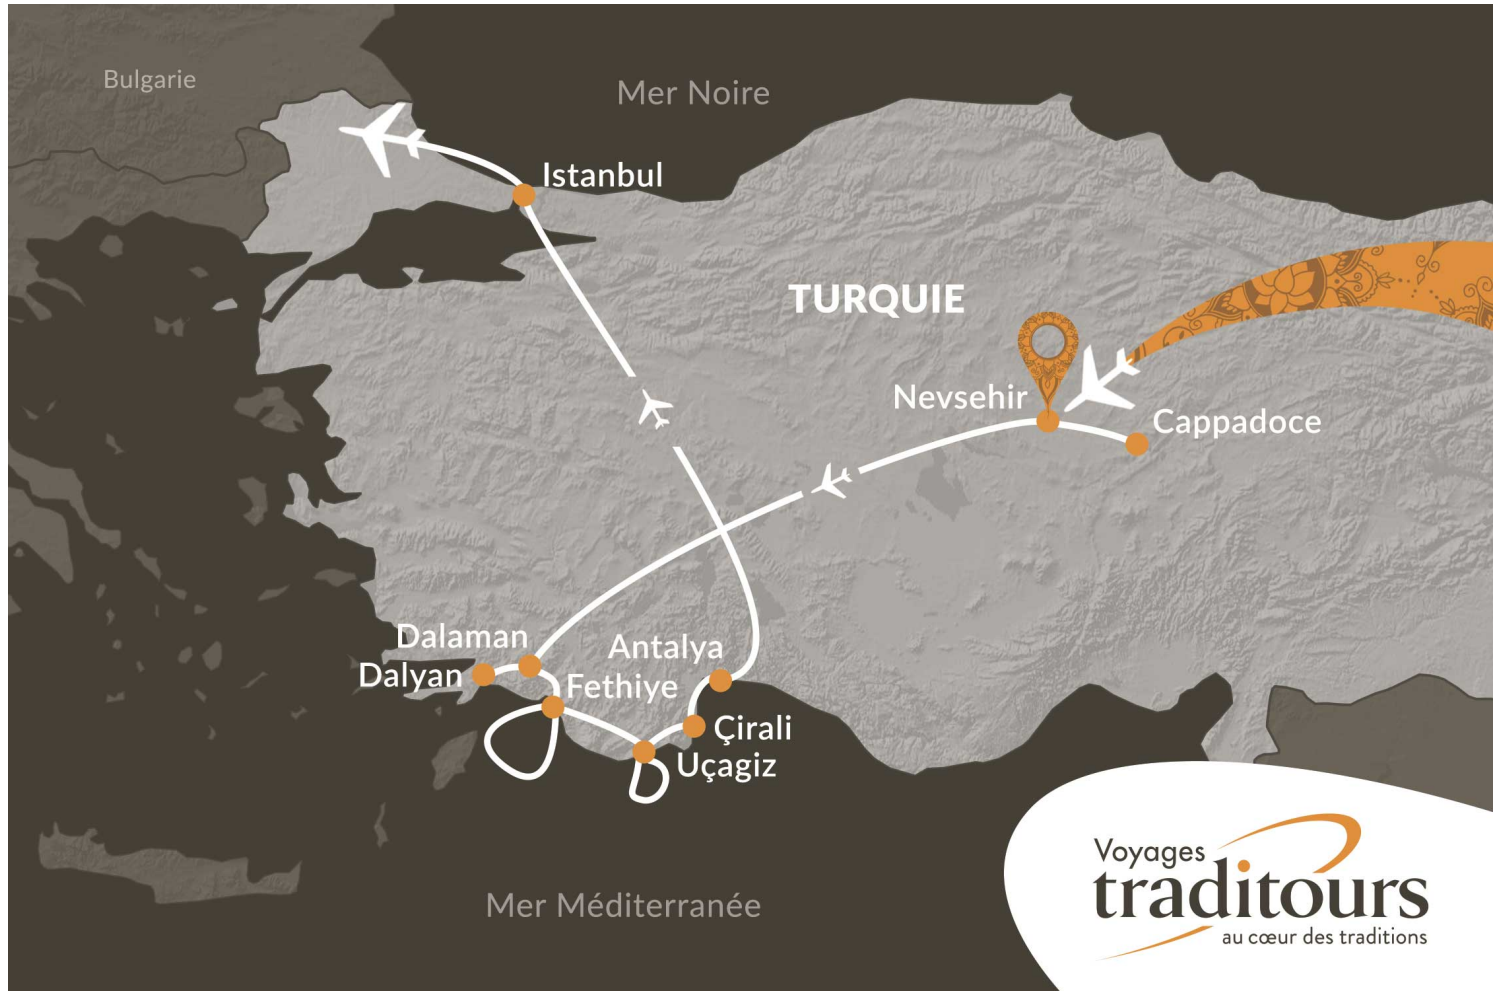 Bulgarie
Mer Noire
Istanbul
TURQUIE
Nevsehir
Cappadoce
Dalaman
Antalya
Dalyan
Fethiye
Çirali
Uçagiz
Mer Méditerranée
Voyages
traditours
au cœur des traditions